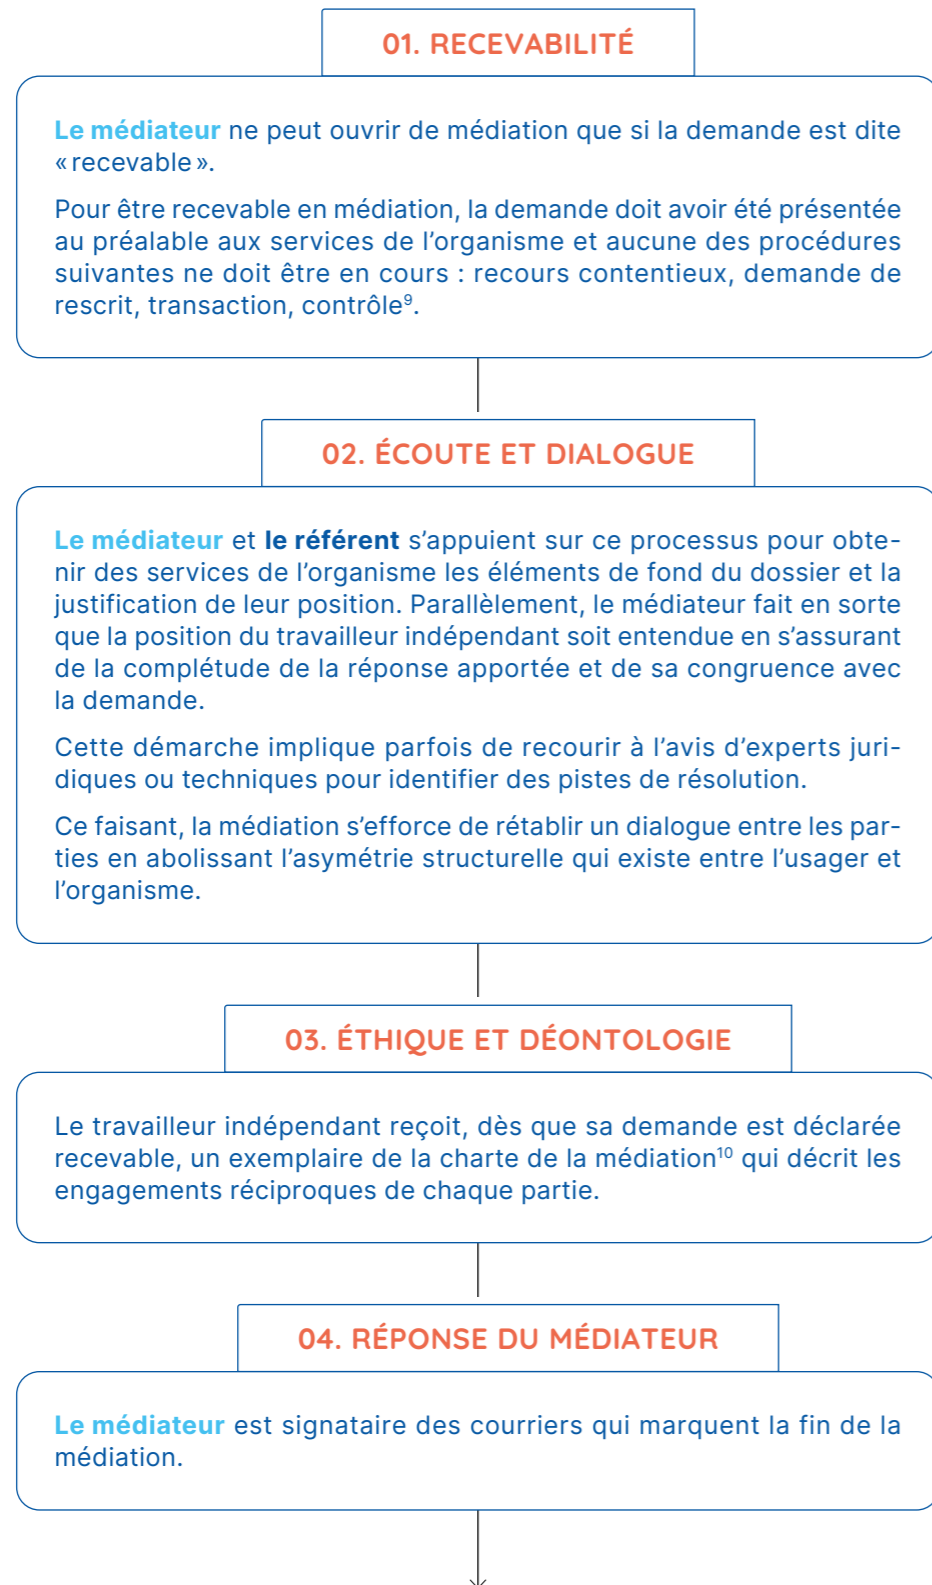 01. RECEVABILITÉ
Le médiateur ne peut ouvrir de médiation que si la demande est dite
«recevable».
Pour être recevable en médiation, la demande doit avoir été présentée
au préalable aux services de l’organisme et aucune des procédures
suivantes ne doit être en cours : recours contentieux, demande de
rescrit, transaction, contrôle⁹.
02. ÉCOUTE ET DIALOGUE
Le médiateur et le référent s’appuient sur ce processus pour obte-
nir des services de l’organisme les éléments de fond du dossier et la
justification de leur position. Parallèlement, le médiateur fait en sorte
que la position du travailleur indépendant soit entendue en s’assurant
de la complétude de la réponse apportée et de sa congruence avec
la demande.
Cette démarche implique parfois de recourir à l’avis d’experts juri-
diques ou techniques pour identifier des pistes de résolution.
Ce faisant, la médiation s’efforce de rétablir un dialogue entre les par-
ties en abolissant l’asymétrie structurelle qui existe entre l’usager et
l’organisme.
03. ÉTHIQUE ET DÉONTOLOGIE
Le travailleur indépendant reçoit, dès que sa demande est déclarée
recevable, un exemplaire de la charte de la médiation¹⁰ qui décrit les
engagements réciproques de chaque partie.
04. RÉPONSE DU MÉDIATEUR
Le médiateur est signataire des courriers qui marquent la fin de la
médiation.